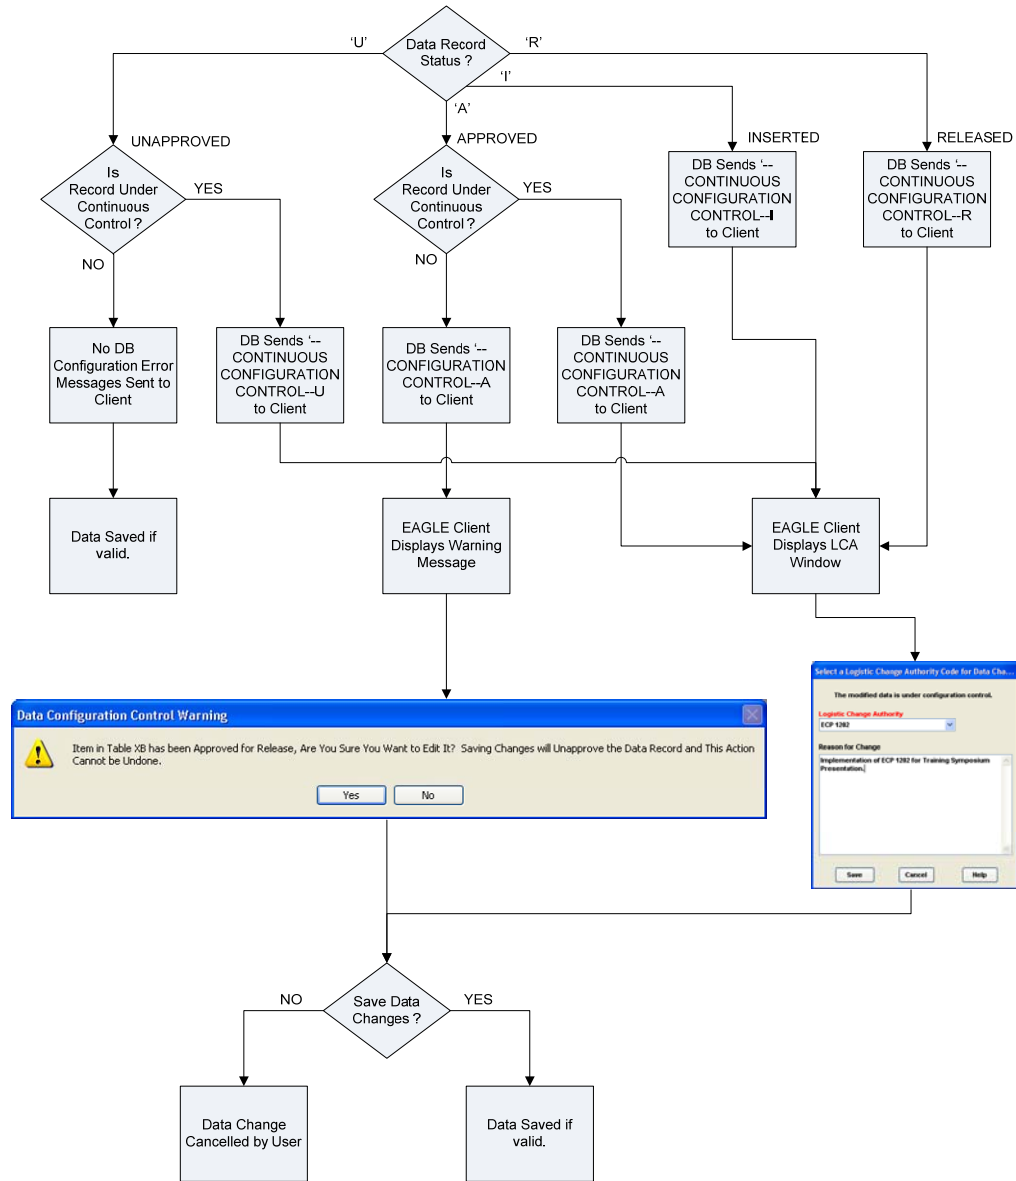 'U'
Data Record
Status ?
'R'
'I'
'A'
UNAPPROVED
APPROVED
INSERTED
RELEASED
Is
Record Under
Continuous
Control ?
YES
NO
Is
Record Under
Continuous
Control ?
YES
NO
DB Sends '--
CONTINUOUS
CONFIGURATION
CONTROL--I
to Client
DB Sends '--
CONTINUOUS
CONFIGURATION
CONTROL--R
to Client
No DB
Configuration Error
Messages Sent to
Client
DB Sends '--
CONTINUOUS
CONFIGURATION
CONTROL--U
to Client
DB Sends '--
CONFIGURATION
CONTROL--A
to Client
DB Sends '--
CONTINUOUS
CONFIGURATION
CONTROL--A
to Client
Data Saved if
valid.
EAGLE Client
Displays Warning
Message
EAGLE Client
Displays LCA
Window
Select a Logistic Change Authority Code for Data Cha...
The modified data is under configuration control.
Logistic Change Authority
ECP 1202
Reason for Change
Implementation of ECP 1202 for Training Symposium
Presentation.
Save
Cancel
Help
Data Configuration Control Warning
Item in Table XB has been Approved for Release, Are You Sure You Want to Edit It? Saving Changes will Unapprove the Data Record and This Action
Cannot be Undone.
Yes
No
Save Data
Changes ?
NO
YES
Data Change
Cancelled by User
Data Saved if
valid.